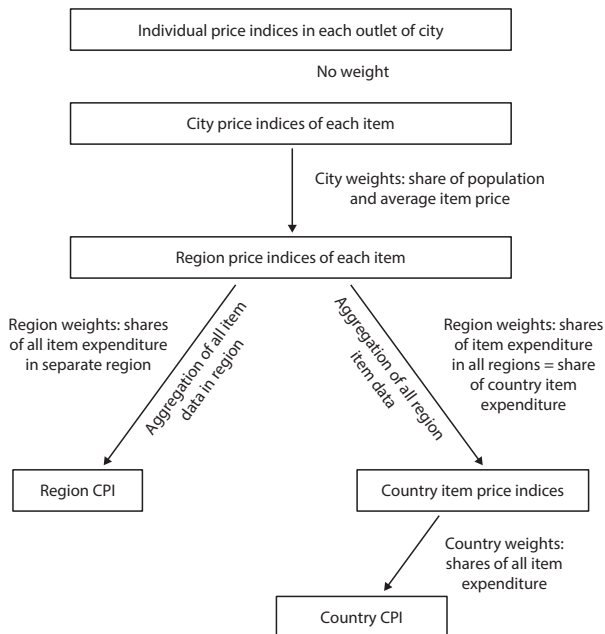 Individual price indices in each outlet of city
No weight
City price indices of each item
City weights: share of population
and average item price
Region price indices of each item
Region weights: shares
of all item expenditure
in separate region
Aggregation of all item
data in region
Aggregation of all region
item data
Region weights: shares
of item expenditure
in all regions = share
of country item
expenditure
Region CPI
Country item price indices
Country weights:
shares of all item
expenditure
Country CPI